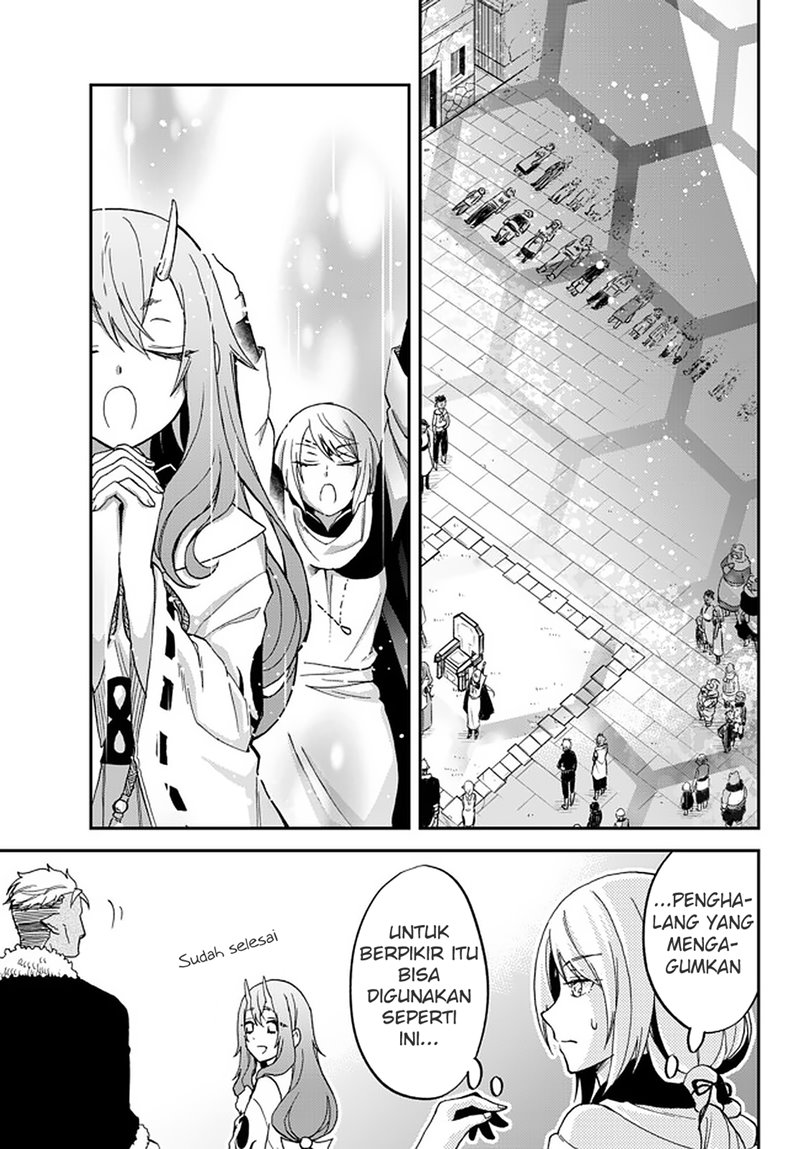 ...PENGHA-
LANG YANG
MENGA-
GUMKAN
UNTUK
BERPIKIR ITU
BISA
DIGUNAKAN
SEPERTI
INI...
Sudah selesai